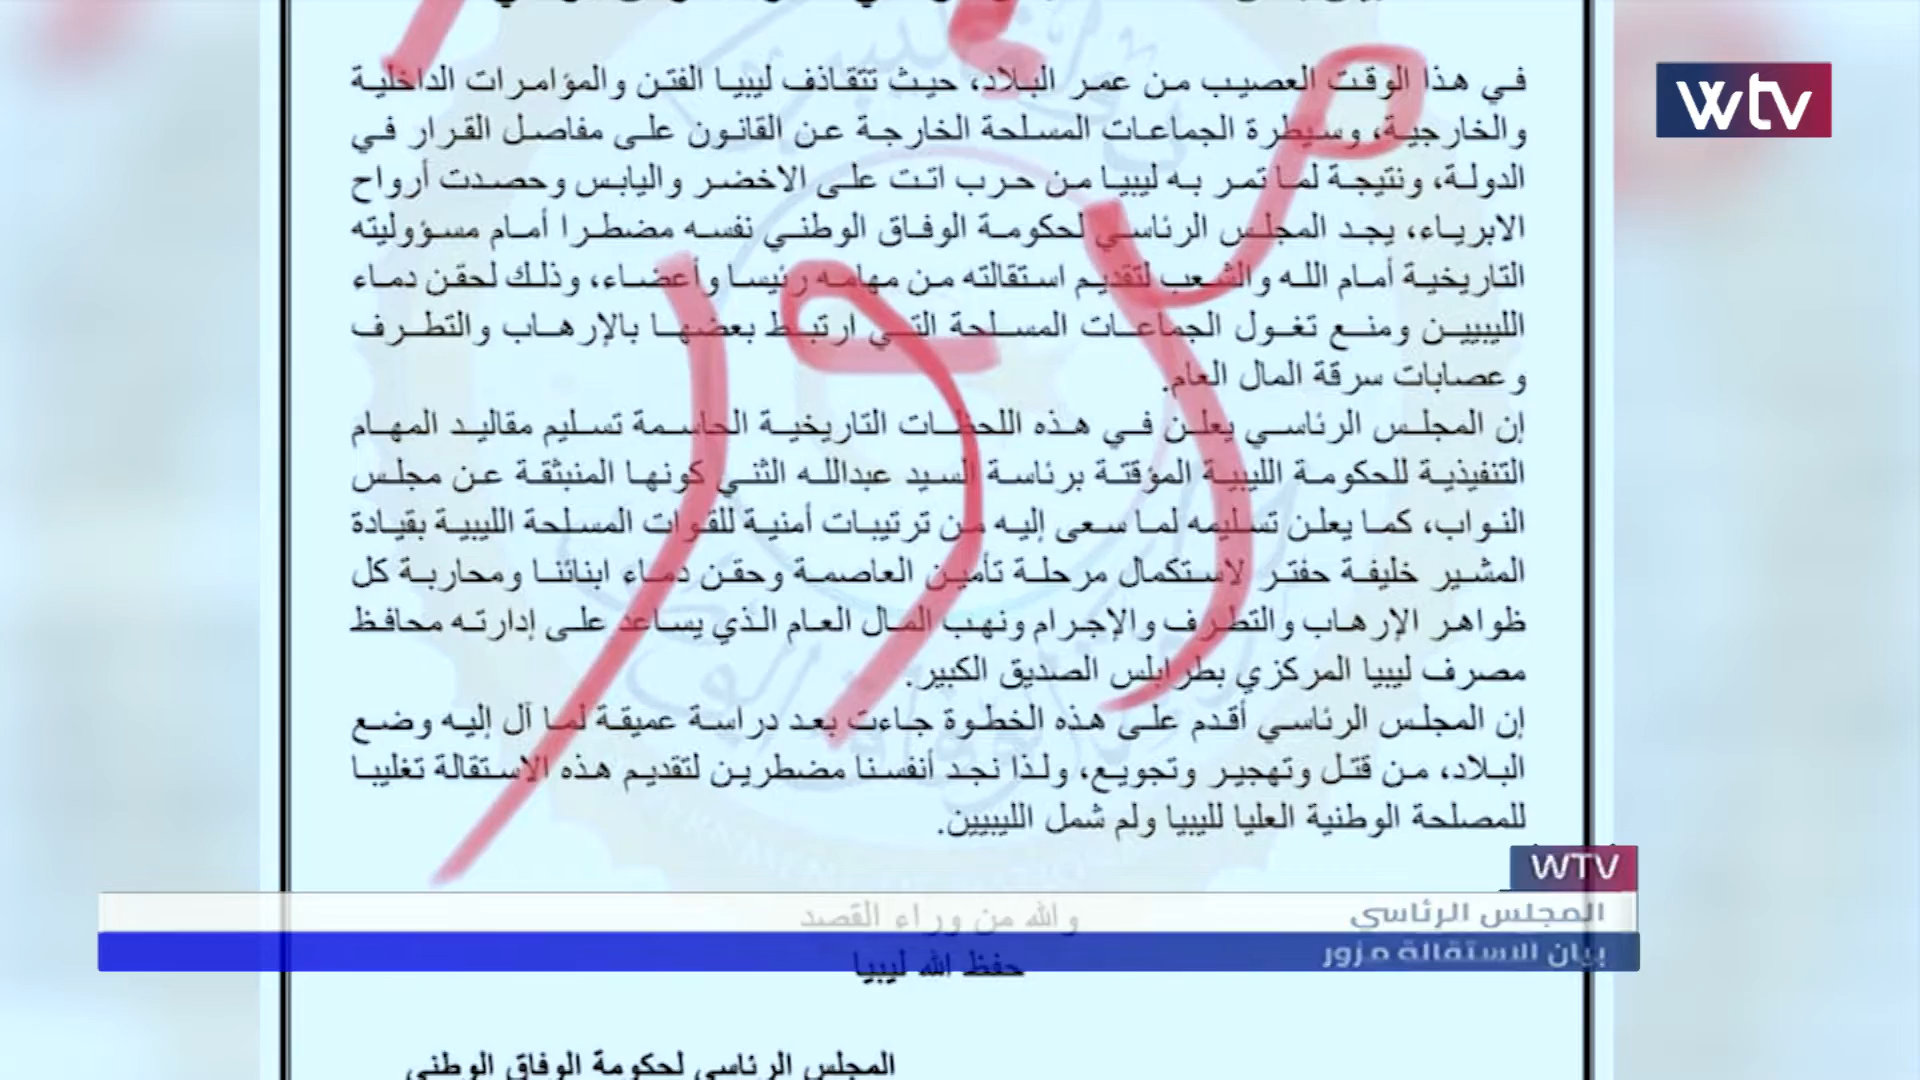 wtv
في هذا الوقت العصيب من عمر البلاد، حيث تتقاذف ليبيا الفتن والمؤامرات الداخلية
والخارجية، وسيطرة الجماعات المسلحة الخارجة عن القانون على مفاصل القرار في
الدولة، ونتيجة لما تمر به ليبيا من حرب اتت على الاخضر واليابس وحصدت أرواح
الابرياء، يجد المجلس الرئاسي لحكومة الوفاق الوطني نفسه مضطرا أمام مسؤوليته
التاريخية أمام الله والشعب لتقديم استقالته من مهامه رئيسا وأعضاء، وذلك لحقن دماء
الليبيين ومنع تغول الجماعات المسلحة التي ارتبط بعضها بالإرهاب والتطرف
وعصابات سرقة المال العام.
إن المجلس الرئاسي يعلن في هذه اللحظات التاريخية الحاسمة تسليم مقاليد المهام
التنفيذية للحكومة الليبية المؤقتة برئاسة السيد عبدالله الثني كونها المنبثقة عن مجلس
النواب، كما يعلن تسليمه لما سعى إليه من ترتيبات أمنية للقوات المسلحة الليبية بقيادة
المشير خليفة حفتر لاستكمال مرحلة تأمين العاصمة وحقن دماء ابنائنا ومحاربة كل
ظواهر الإرهاب والتطرف والإجرام ونهب المال العام الذي يساعد على إدارته محافظ
مصرف ليبيا المركزي بطرابلس الصديق الكبير.
إن المجلس الرئاسي أقدم على هذه الخطوة جاءت بعد دراسة عميقة لما آل إليه وضع
البلاد، من قتل وتهجير وتجويع، ولذا نجد أنفسنا مضطرين لتقديم هذه الاستقالة تغليبا
للمصلحة الوطنية العليا لليبيا ولم شمل الليبيين.
مزور
WTV
والله من وراء القصد
المجلس الرئاسي
بيان الاستقالة مزور
حفظ الله ليبيا
المجلس الرئاسي لحكومة الوفاق الوطني